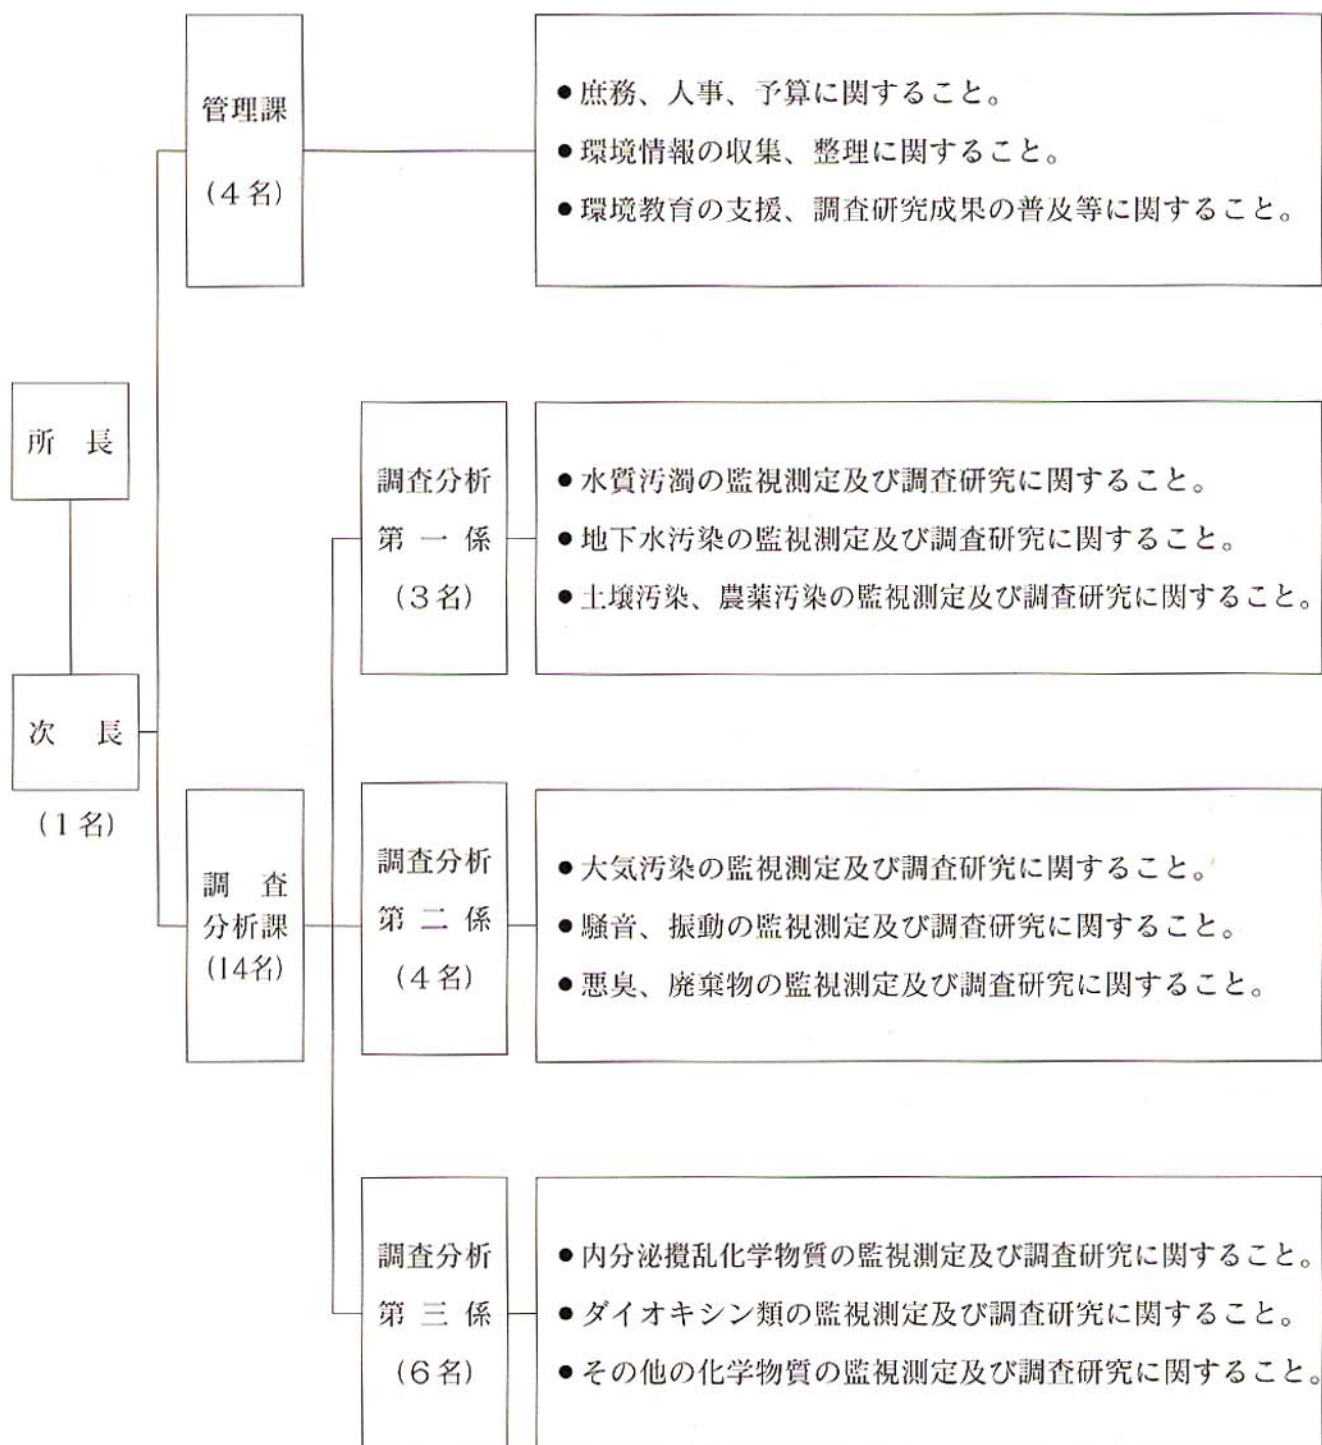 管理課
(4名)
●庶務、人事、予算に関すること。
●環境情報の収集、整理に関すること。
●環境教育の支援、調査研究成果の普及等に関すること。
所 長
次 長
(1名)
調査分析
第一係
(3名)
●水質汚濁の監視測定及び調査研究に関すること。
●地下水汚染の監視測定及び調査研究に関すること。
●土壌汚染、農薬汚染の監視測定及び調査研究に関すること。
調 査
分析課
(14名)
調査分析
第二係
(4名)
●大気汚染の監視測定及び調査研究に関すること。
●騒音、振動の監視測定及び調査研究に関すること。
●悪臭、廃棄物の監視測定及び調査研究に関すること。
調査分析
第三係
(6名)
●内分泌攪乱化学物質の監視測定及び調査研究に関すること。
●ダイオキシン類の監視測定及び調査研究に関すること。
●その他の化学物質の監視測定及び調査研究に関すること。